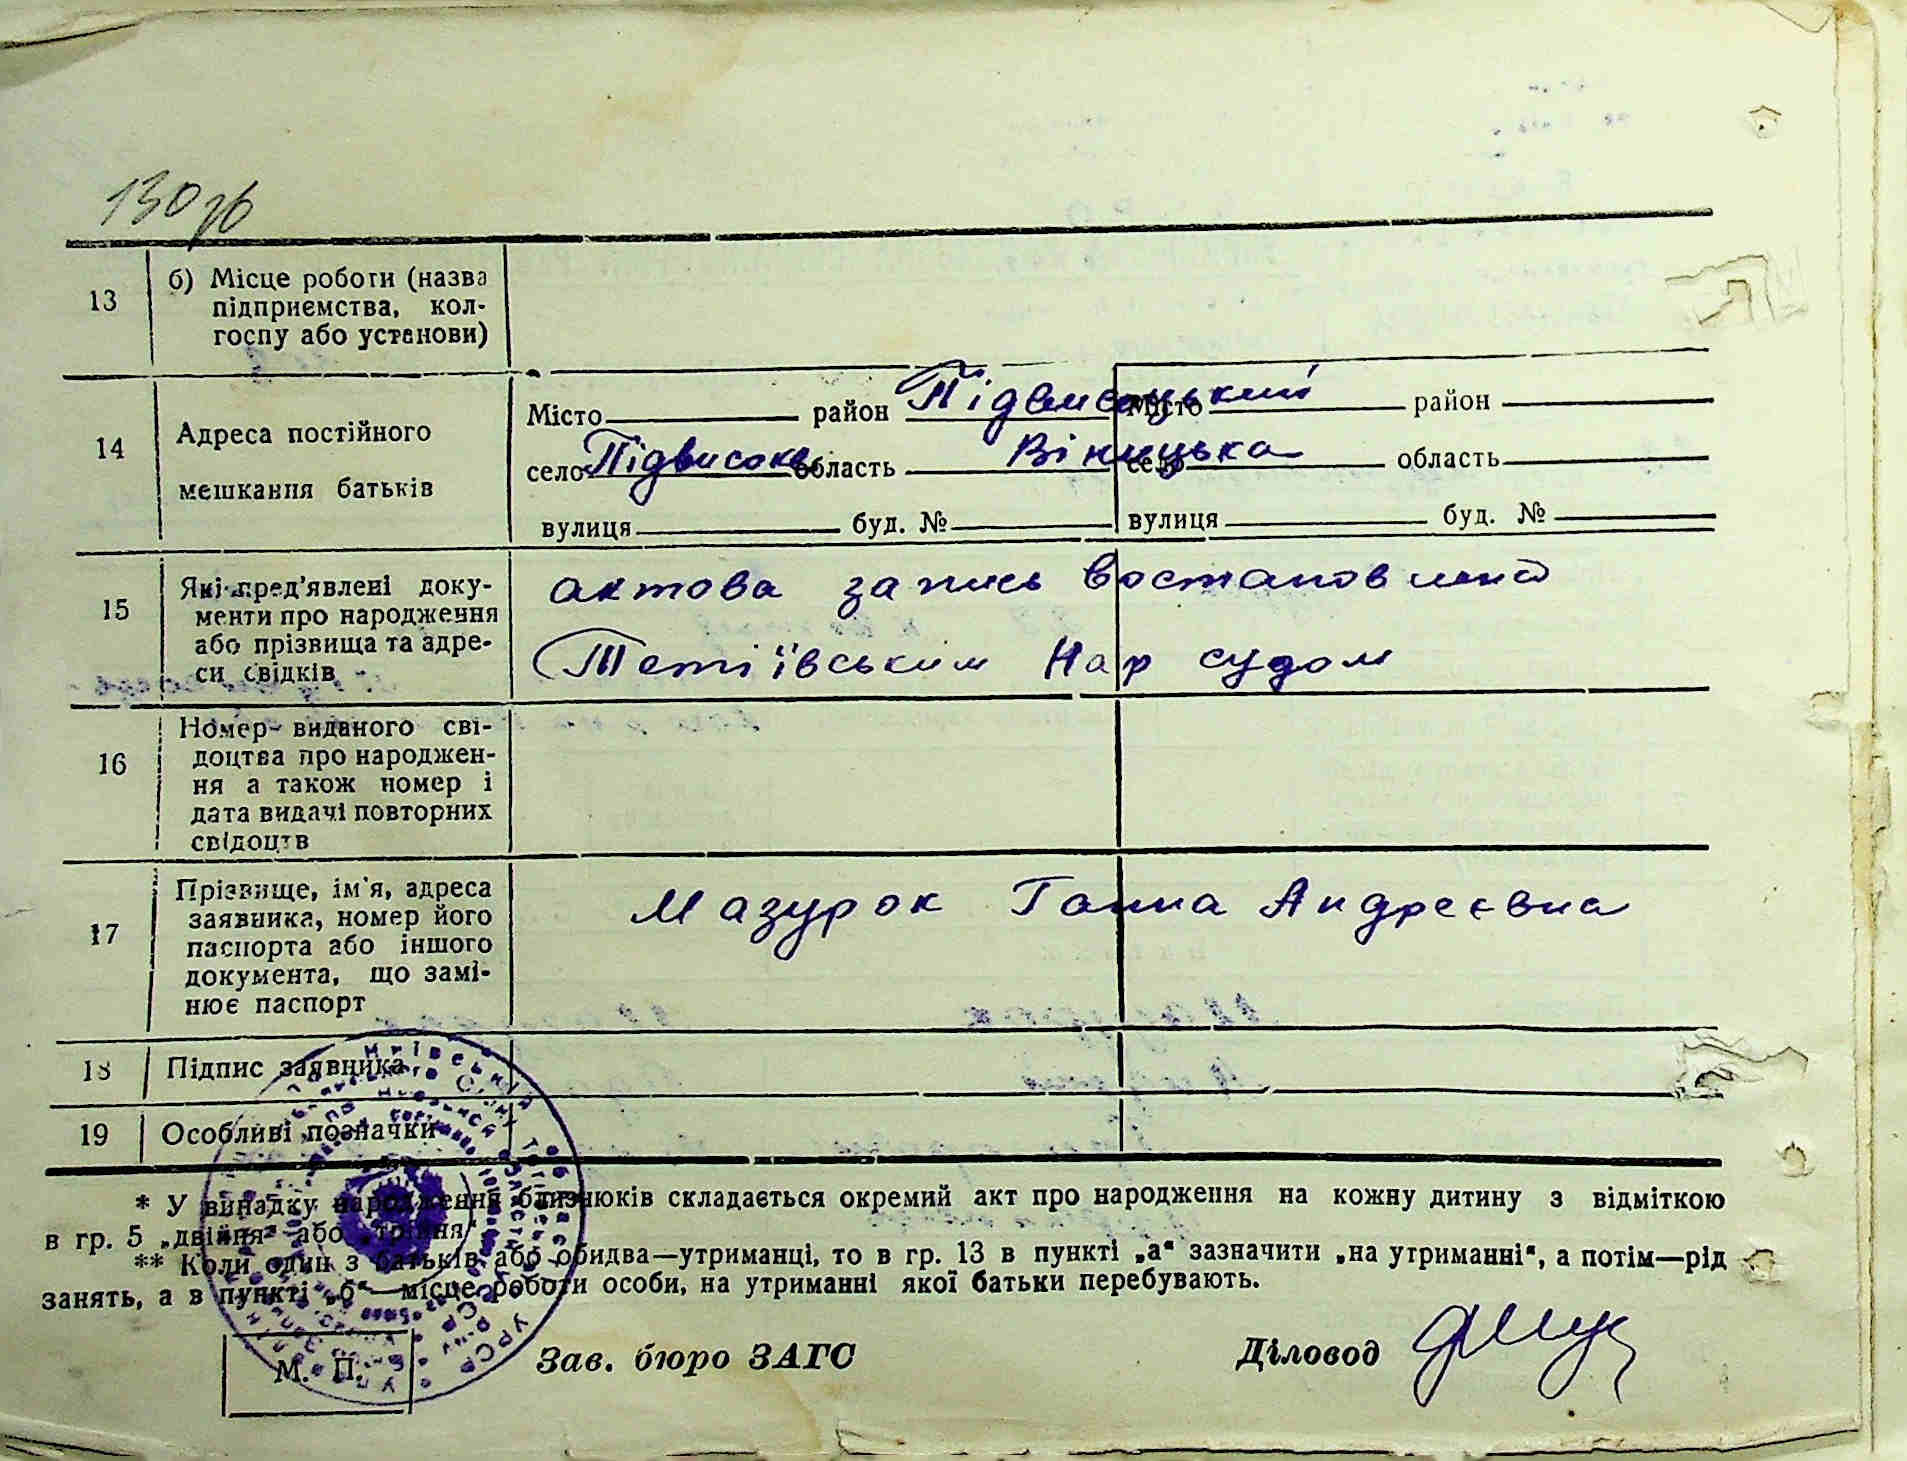 130зв
13
б) Місце роботи (назва
підприємства, кол-
госпу або установи)
14
Адреса постійного
мешкання батьків
Місто район Підвисоцький
село Підвисоке область Вініцька
вулиця буд. №
Місто район
село область
вулиця буд. №
15
Які пред'явлені доку-
менти про народження
або прізвища та адре-
си свідків
актова запись востановлина
Тетіївським Нар судом
16
Номер виданого сві-
доцтва про народжен-
ня а також номер і
дата видачі повторних
свідоцтв
17
Прізвище, ім'я, адреса
заявника, номер його
паспорта або іншого
документа, що замі-
нює паспорт
Мазурок Ганна Андреєвна
18
Підпис заявника
19
Особливі позначки
* У випадку народження близнюків складається окремий акт про народження на кожну дитину з відміткою
в гр. 5 „двійня“ або „трійня“
** Коли один з батьків або обидва—утриманці, то в гр. 13 в пункті „а“ зазначити „на утриманні“, а потім—рід
занять, а в пункті „б“—місце роботи особи, на утриманні якої батьки перебувають.
М. П.
Зав. бюро ЗАГС
Діловод